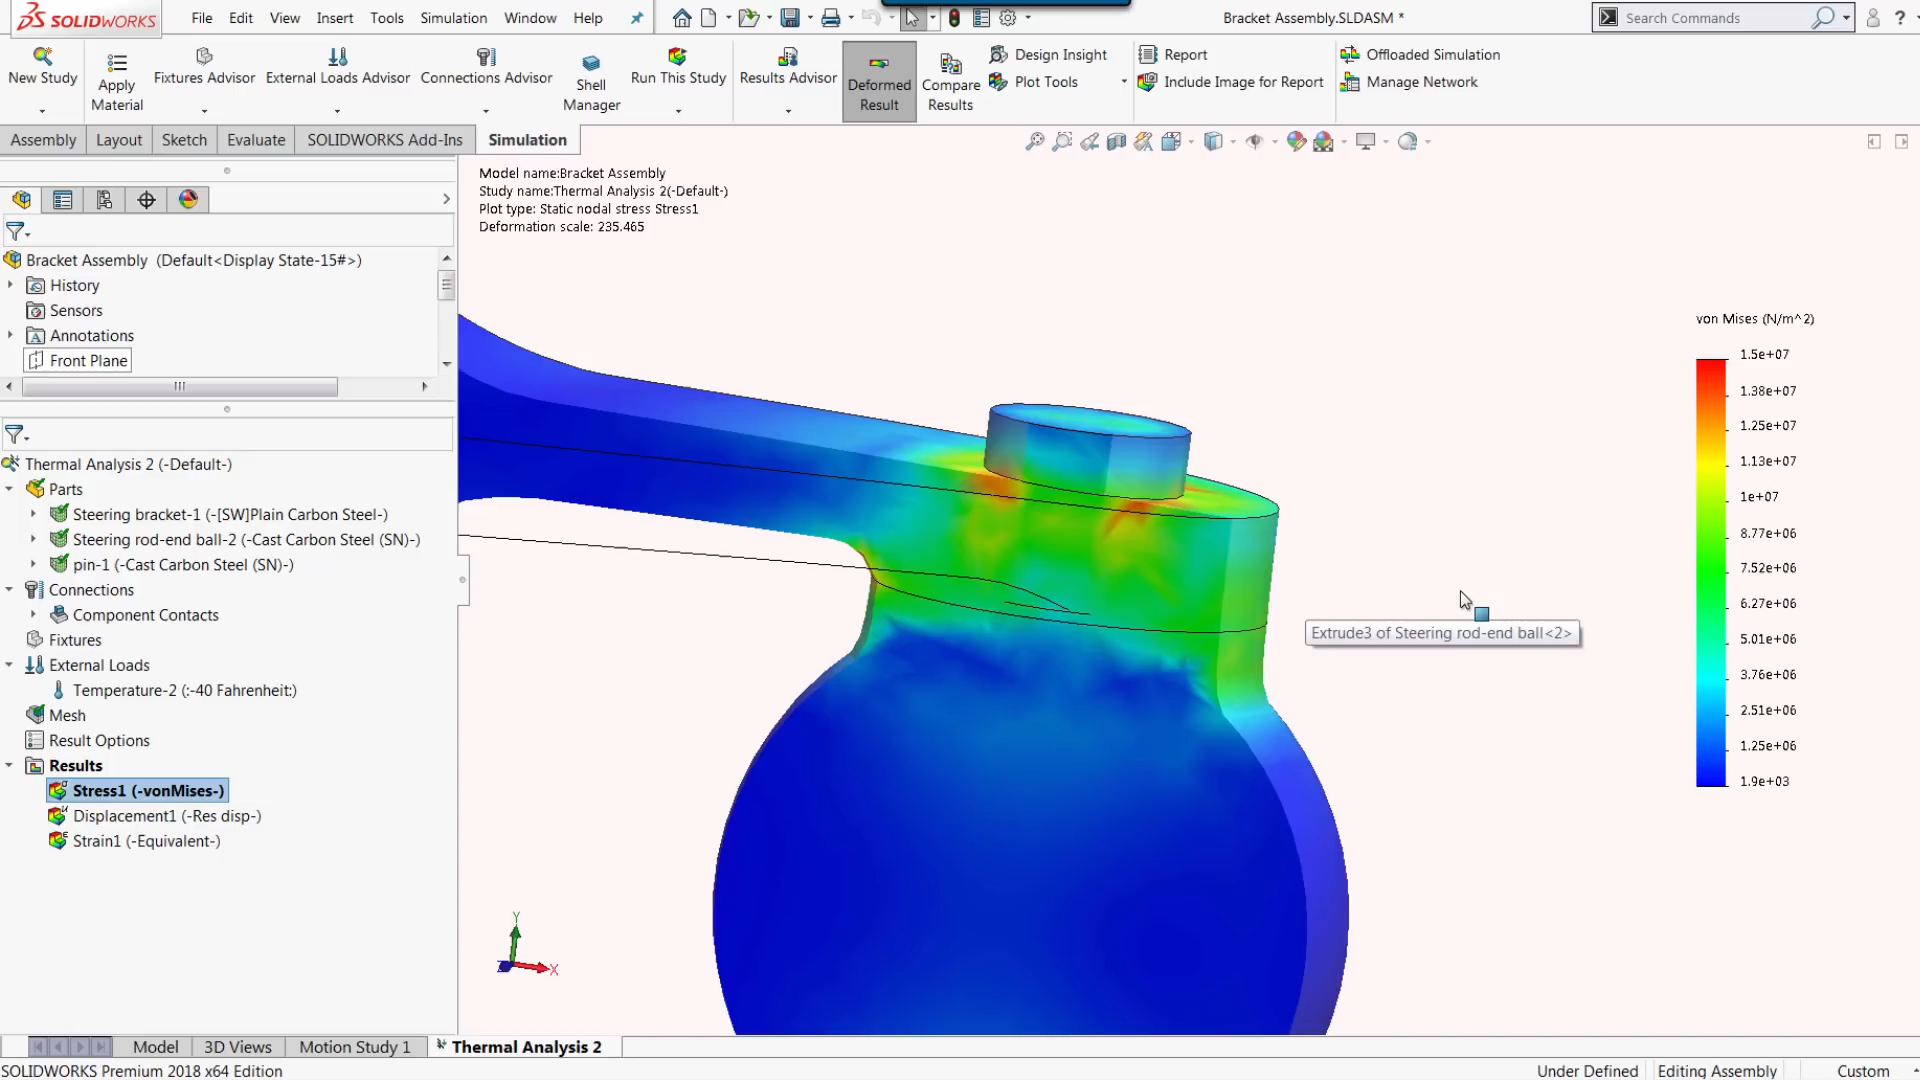 SOLIDWORKS
File Edit View Insert Tools Simulation Window Help
Bracket Assembly.SLDASM *
Search Commands
?
New Study
Apply Material
Fixtures Advisor
External Loads Advisor
Connections Advisor
Shell Manager
Run This Study
Results Advisor
Deformed Result
Compare Results
Design Insight
Plot Tools
Report
Include Image for Report
Offloaded Simulation
Manage Network
Assembly Layout Sketch Evaluate SOLIDWORKS Add-Ins Simulation
Model name:Bracket Assembly
Study name:Thermal Analysis 2(-Default-)
Plot type: Static nodal stress Stress1
Deformation scale: 235.465
Bracket Assembly (Default<Display State-15#>)
History
Sensors
Annotations
Front Plane
Thermal Analysis 2 (-Default-)
Parts
Steering bracket-1 (-[SW]Plain Carbon Steel-)
Steering rod-end ball-2 (-Cast Carbon Steel (SN)-)
pin-1 (-Cast Carbon Steel (SN)-)
Connections
Component Contacts
Fixtures
External Loads
Temperature-2 (:-40 Fahrenheit:)
Mesh
Result Options
Results
Stress1 (-vonMises-)
Displacement1 (-Res disp-)
Strain1 (-Equivalent-)
von Mises (N/m^2)
1.5e+07
1.38e+07
1.25e+07
1.13e+07
1e+07
8.77e+06
7.52e+06
6.27e+06
5.01e+06
3.76e+06
2.51e+06
1.25e+06
1.9e+03
Extrude3 of Steering rod-end ball<2>
Y
X
Model 3D Views Motion Study 1 Thermal Analysis 2
SOLIDWORKS Premium 2018 x64 Edition
Under Defined Editing Assembly Custom